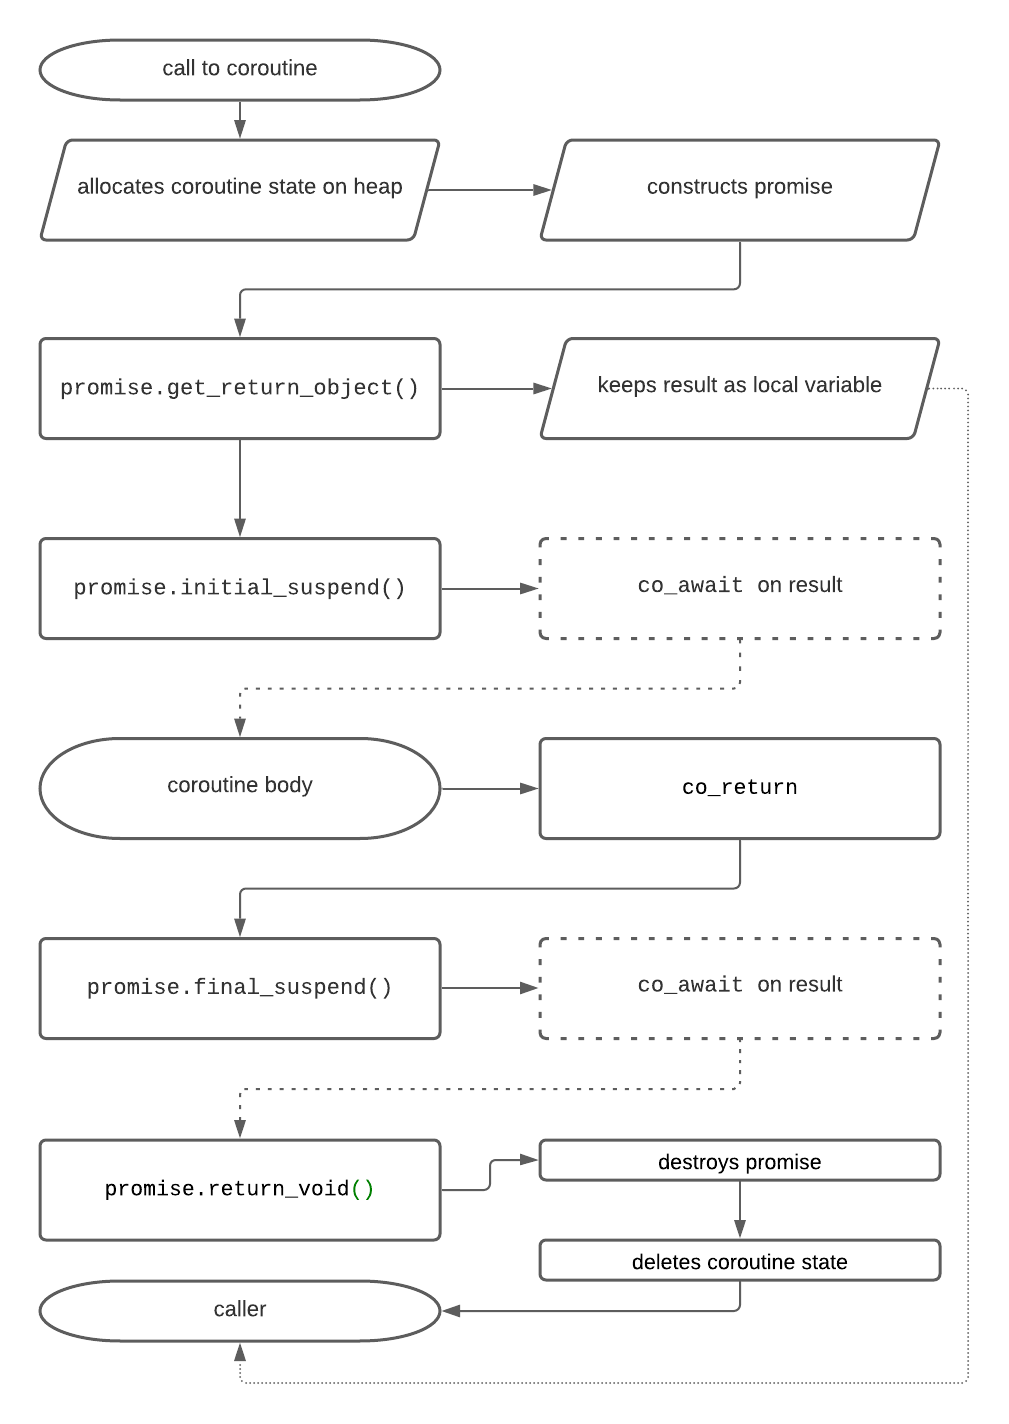 call to coroutine
allocates coroutine state on heap
constructs promise
promise.get_return_object()
keeps result as local variable
promise.initial_suspend()
co_await on result
coroutine body
co_return
promise.final_suspend()
co_await on result
promise.return_void()
destroys promise
deletes coroutine state
caller